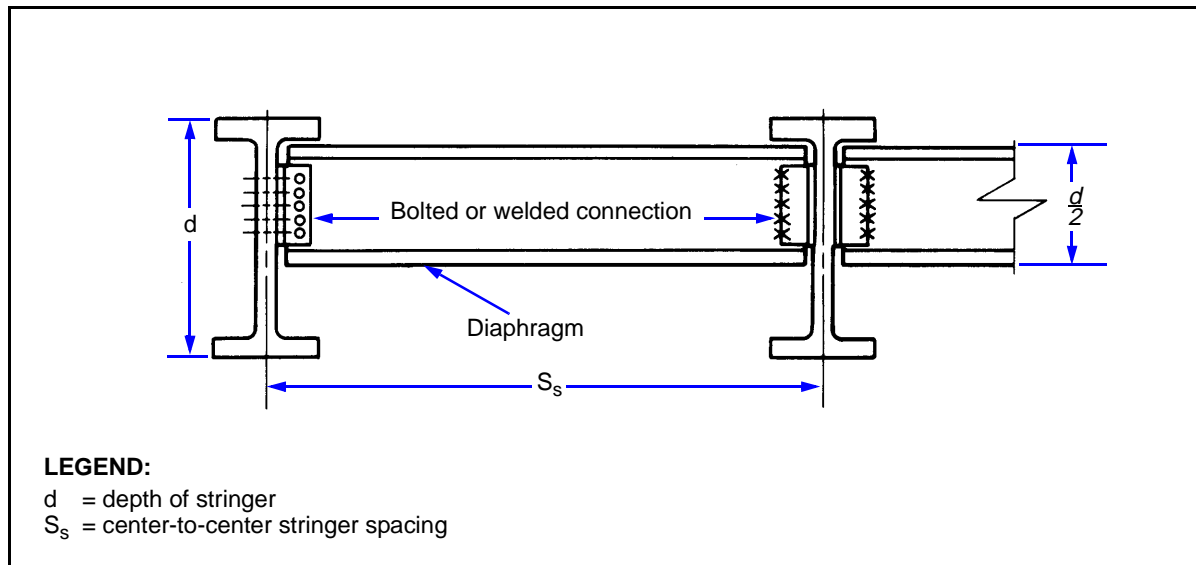 d
Bolted or welded connection
d
2
Diaphragm
Ss
LEGEND:
d = depth of stringer
Ss = center-to-center stringer spacing